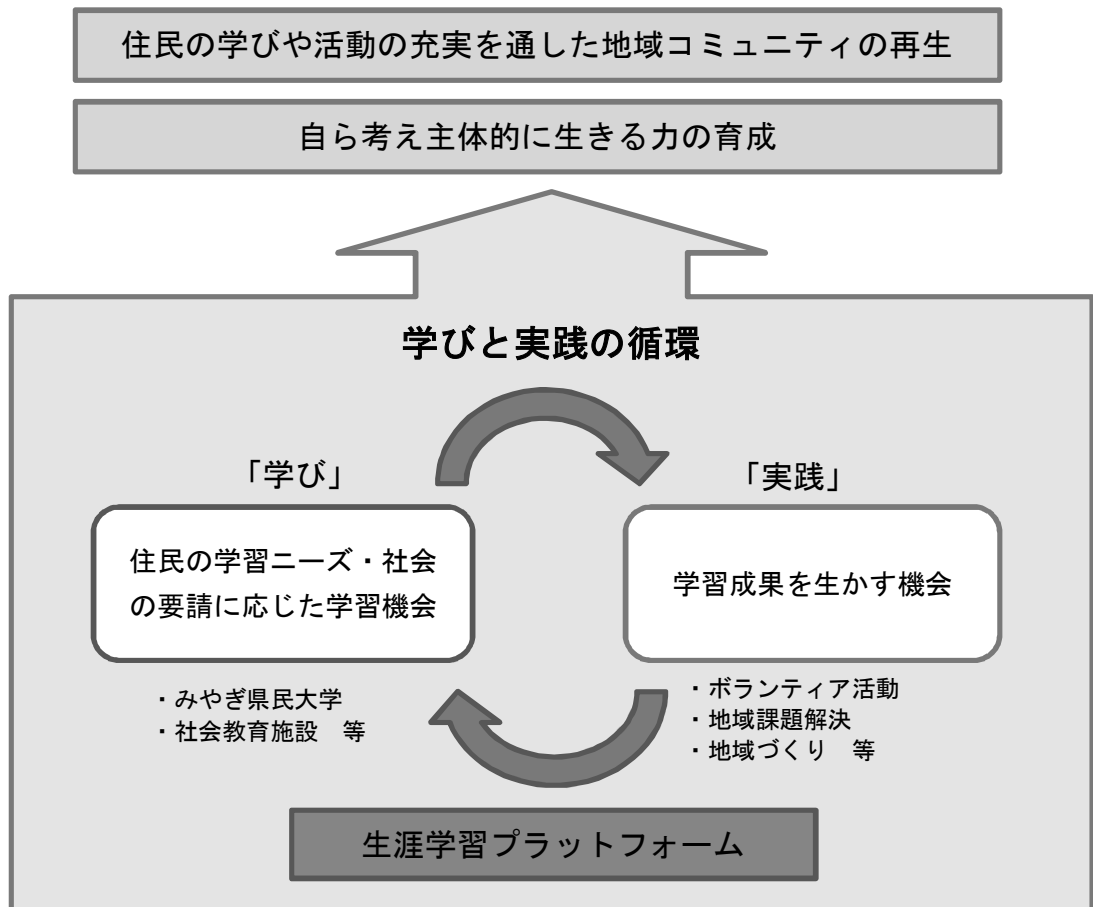 住民の学びや活動の充実を通した地域コミュニティの再生
自ら考え主体的に生きる力の育成
学びと実践の循環
「学び」
住民の学習ニーズ・社会
の要請に応じた学習機会
・みやぎ県民大学
・社会教育施設　等
「実践」
学習成果を生かす機会
・ボランティア活動
・地域課題解決
・地域づくり　等
生涯学習プラットフォーム